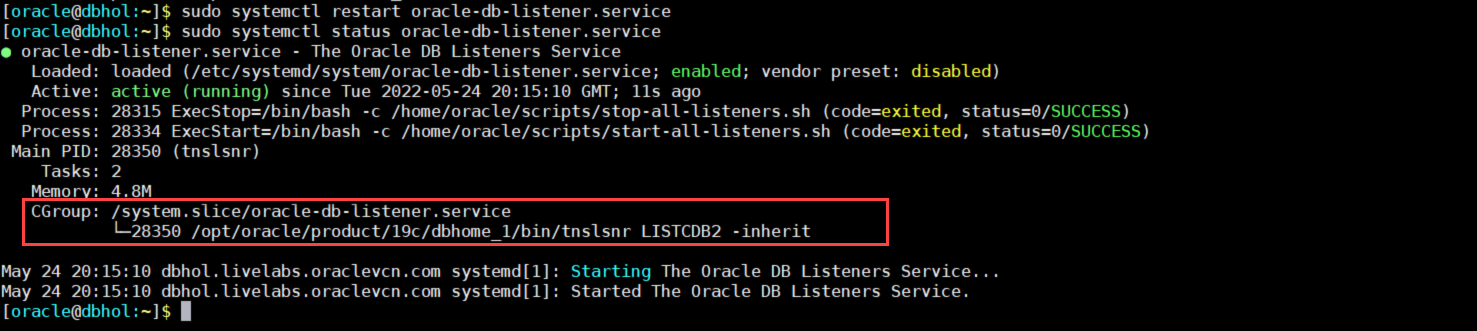 [oracle@dbhol:~]$ sudo systemctl restart oracle-db-listener.service
[oracle@dbhol:~]$ sudo systemctl status oracle-db-listener.service
● oracle-db-listener.service - The Oracle DB Listeners Service
   Loaded: loaded (/etc/systemd/system/oracle-db-listener.service; enabled; vendor preset: disabled)
   Active: active (running) since Tue 2022-05-24 20:15:10 GMT; 11s ago
  Process: 28315 ExecStop=/bin/bash -c /home/oracle/scripts/stop-all-listeners.sh (code=exited, status=0/SUCCESS)
  Process: 28334 ExecStart=/bin/bash -c /home/oracle/scripts/start-all-listeners.sh (code=exited, status=0/SUCCESS)
 Main PID: 28350 (tnslsnr)
    Tasks: 2
   Memory: 4.8M
   CGroup: /system.slice/oracle-db-listener.service
           └─28350 /opt/oracle/product/19c/dbhome_1/bin/tnslsnr LISTCDB2 -inherit
May 24 20:15:10 dbhol.livelabs.oraclevcn.com systemd[1]: Starting The Oracle DB Listeners Service...
May 24 20:15:10 dbhol.livelabs.oraclevcn.com systemd[1]: Started The Oracle DB Listeners Service.
[oracle@dbhol:~]$